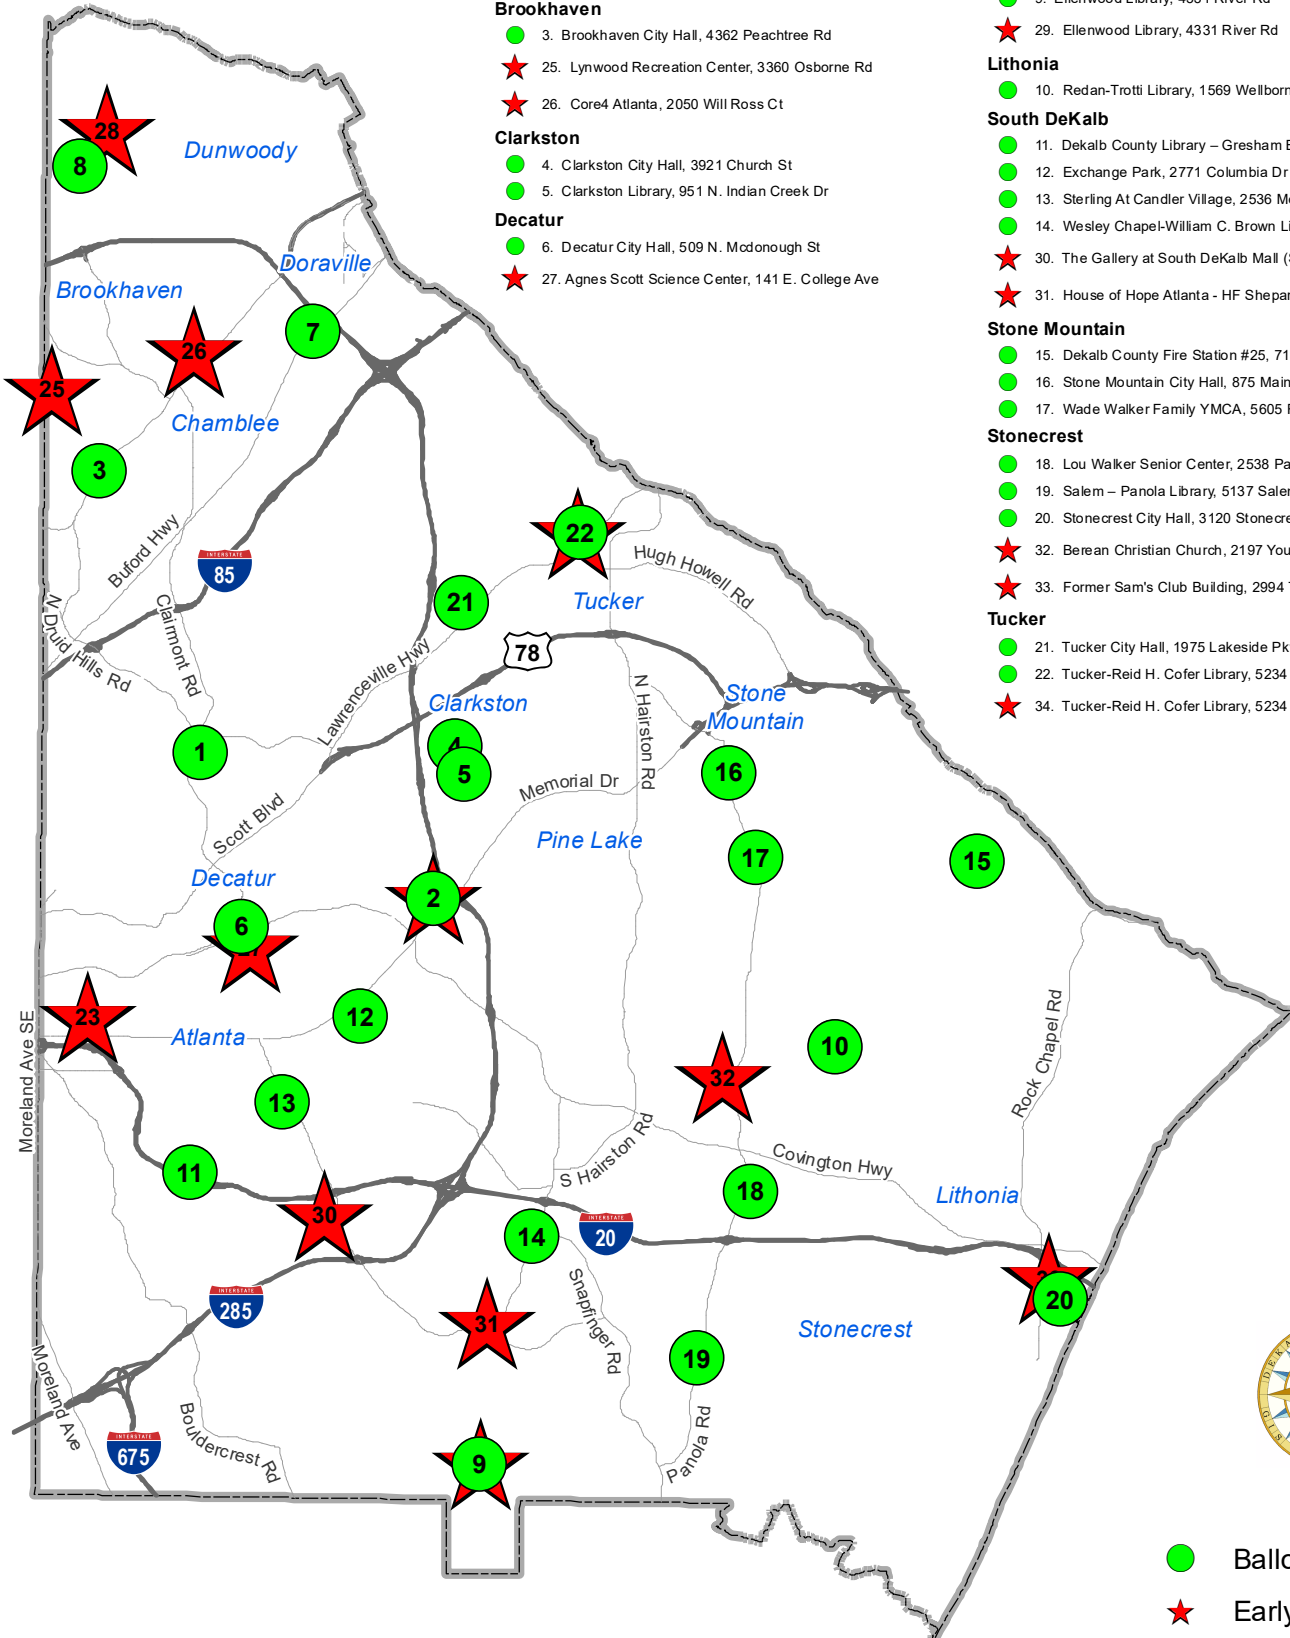 Brookhaven
3. Brookhaven City Hall, 4362 Peachtree Rd
25. Lynwood Recreation Center, 3360 Osborne Rd
26. Core4 Atlanta, 2050 Will Ross Ct
Clarkston
4. Clarkston City Hall, 3921 Church St
5. Clarkston Library, 951 N. Indian Creek Dr
Decatur
6. Decatur City Hall, 509 N. Mcdonough St
27. Agnes Scott Science Center, 141 E. College Ave
29. Ellenwood Library, 4331 River Rd
Lithonia
10. Redan-Trotti Library, 1569 Wellborn
South DeKalb
11. Dekalb County Library – Gresham
12. Exchange Park, 2771 Columbia Dr
13. Sterling At Candler Village, 2536
14. Wesley Chapel-William C. Brown
30. The Gallery at South DeKalb Mall
31. House of Hope Atlanta - HF
Stone Mountain
15. Dekalb County Fire Station #25, 71
16. Stone Mountain City Hall, 875 Main
17. Wade Walker Family YMCA, 5605
Stonecrest
18. Lou Walker Senior Center, 2538
19. Salem – Panola Library, 5137
20. Stonecrest City Hall, 3120
32. Berean Christian Church, 2197
33. Former Sam's Club Building, 2994
Tucker
21. Tucker City Hall, 1975 Lakeside
22. Tucker-Reid H. Cofer Library, 5234
34. Tucker-Reid H. Cofer Library, 5234
28
8
Dunwoody
Doraville
Brookhaven
7
26
25
Chamblee
3
22
Buford Hwy
INTERSTATE
85
Hugh Howell Rd
21
Tucker
N Druid Hills Rd
Clairmont Rd
Lawrenceville Hwy
78
N Hairston Rd
Stone
Mountain
Clarkston
1
4
5
16
Memorial Dr
Scott Blvd
Pine Lake
17
15
Decatur
2
6
23
12
Atlanta
Moreland Ave SE
10
Rock Chapel Rd
32
13
S Hairston Rd
Covington Hwy
11
18
Lithonia
30
14
INTERSTATE
20
INTERSTATE
285
Snapfinger Rd
20
31
Stonecrest
19
Moreland Ave
Bouldercrest Rd
INTERSTATE
675
Panola Rd
9